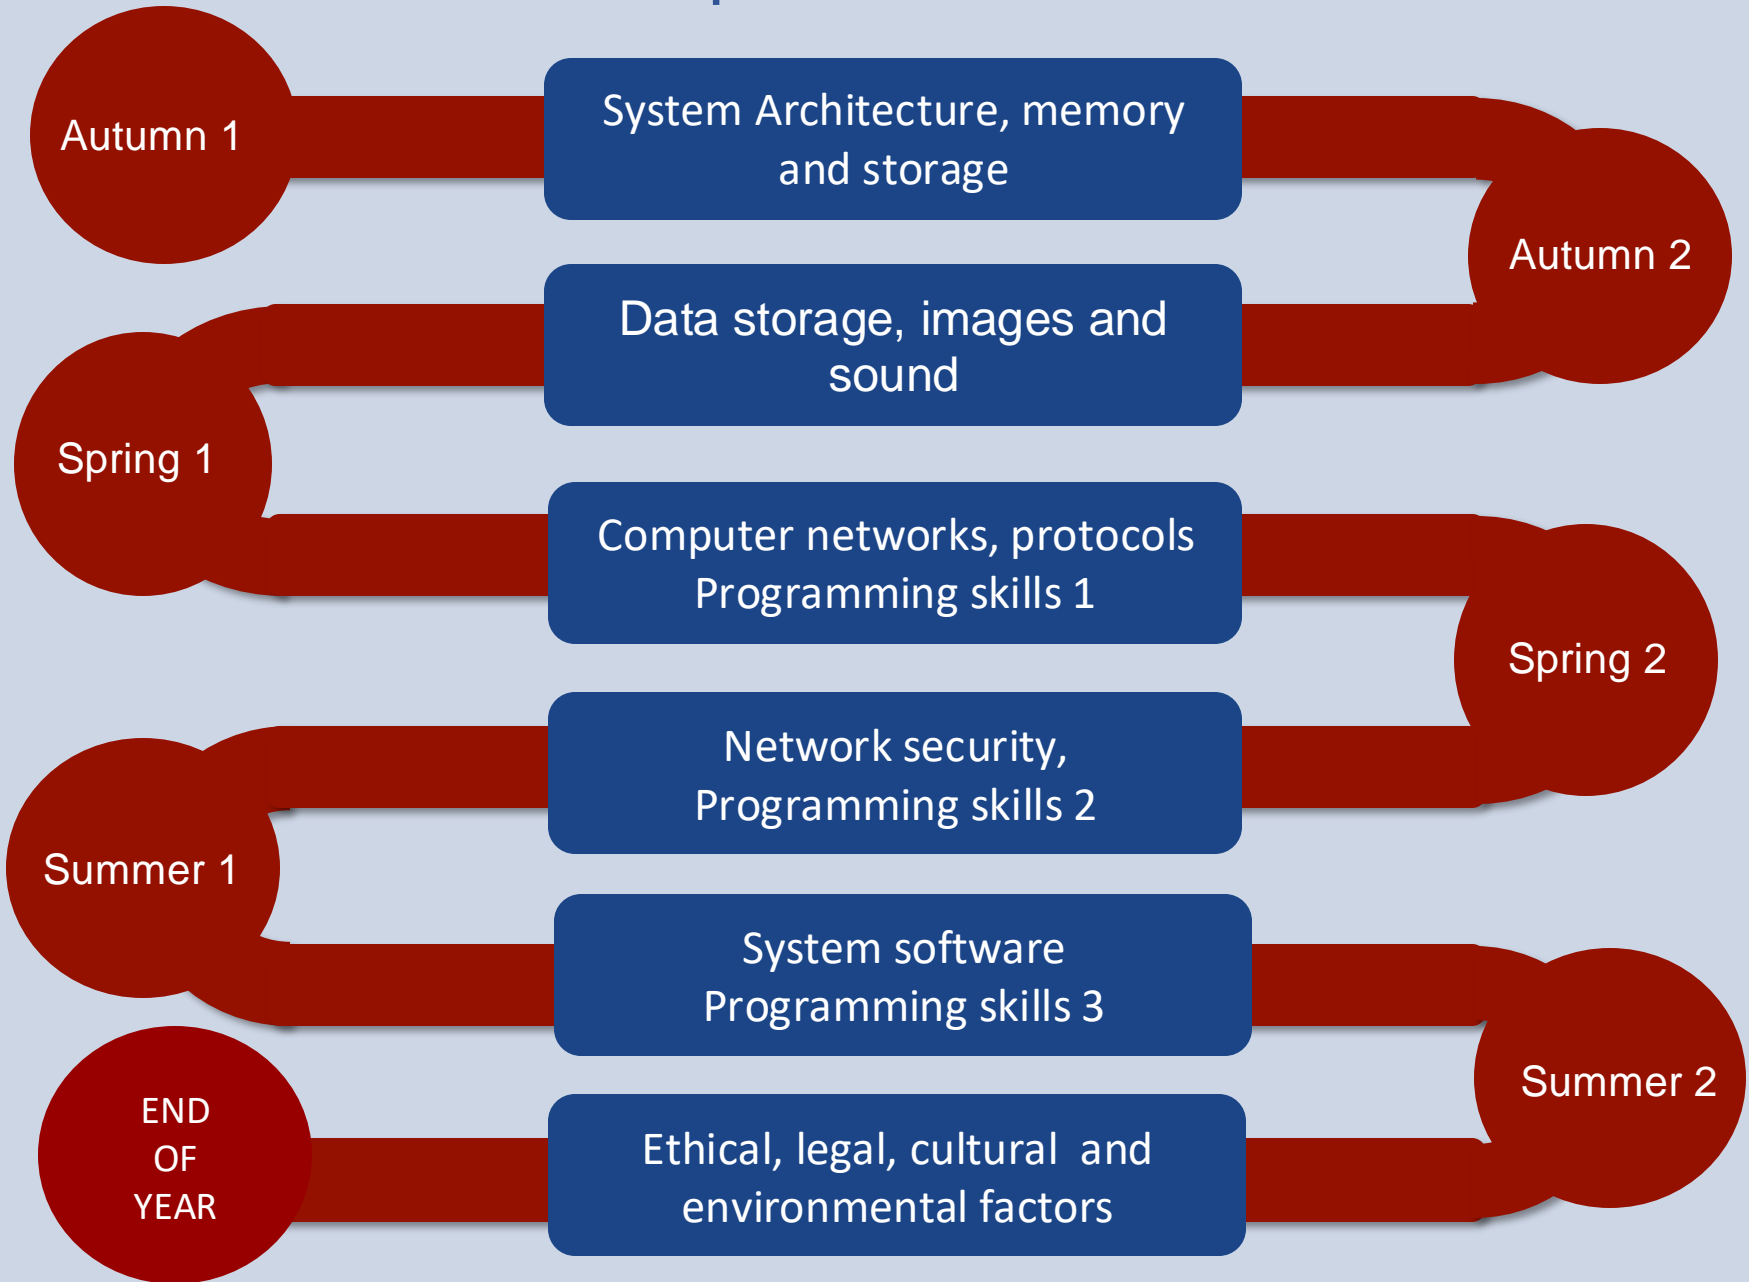 Autumn 1
System Architecture, memory
and storage
Autumn 2
Data storage, images and
sound
Spring 1
Computer networks, protocols
Programming skills 1
Spring 2
Network security,
Programming skills 2
Summer 1
System software
Programming skills 3
Summer 2
Ethical, legal, cultural  and
environmental factors
END
OF
YEAR